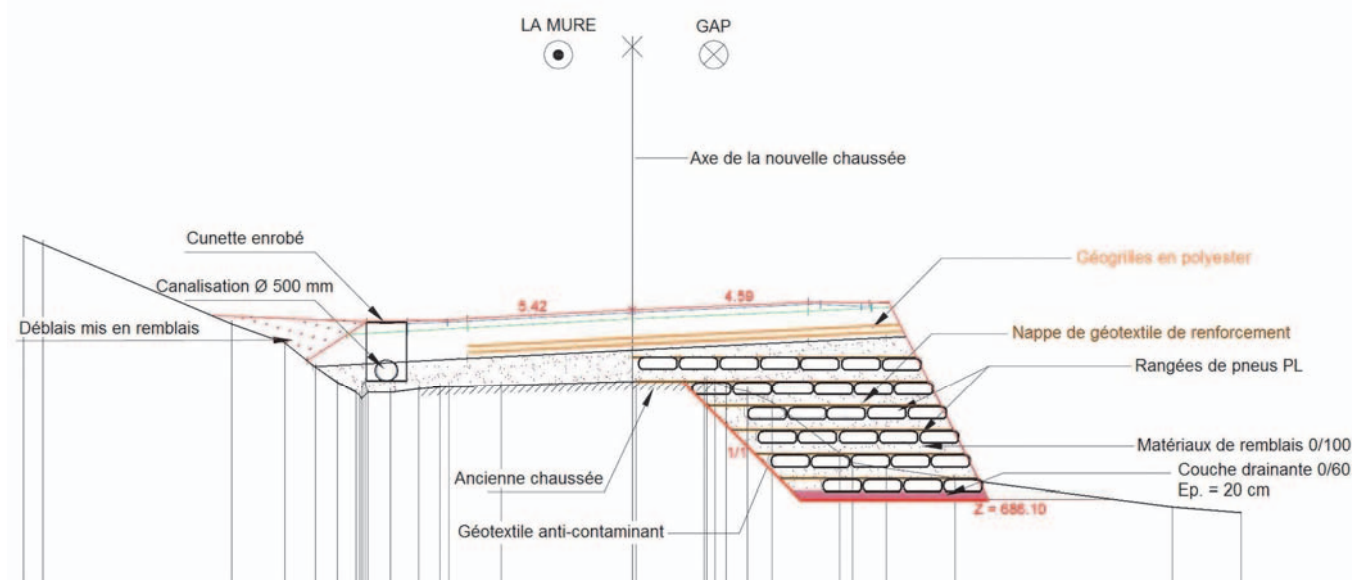 LA MURE
GAP
Axe de la nouvelle chaussée
Cunette enrobé
Canalisation Ø 500 mm
Déblais mis en remblais
5.42
4.59
Géogrilles en polyester
Nappe de géotextile de renforcement
Rangées de pneus PL
Matériaux de remblais 0/100
Couche drainante 0/60
Ep. = 20 cm
1/1
Ancienne chaussée
Géotextile anti-contaminant
Z = 686.10